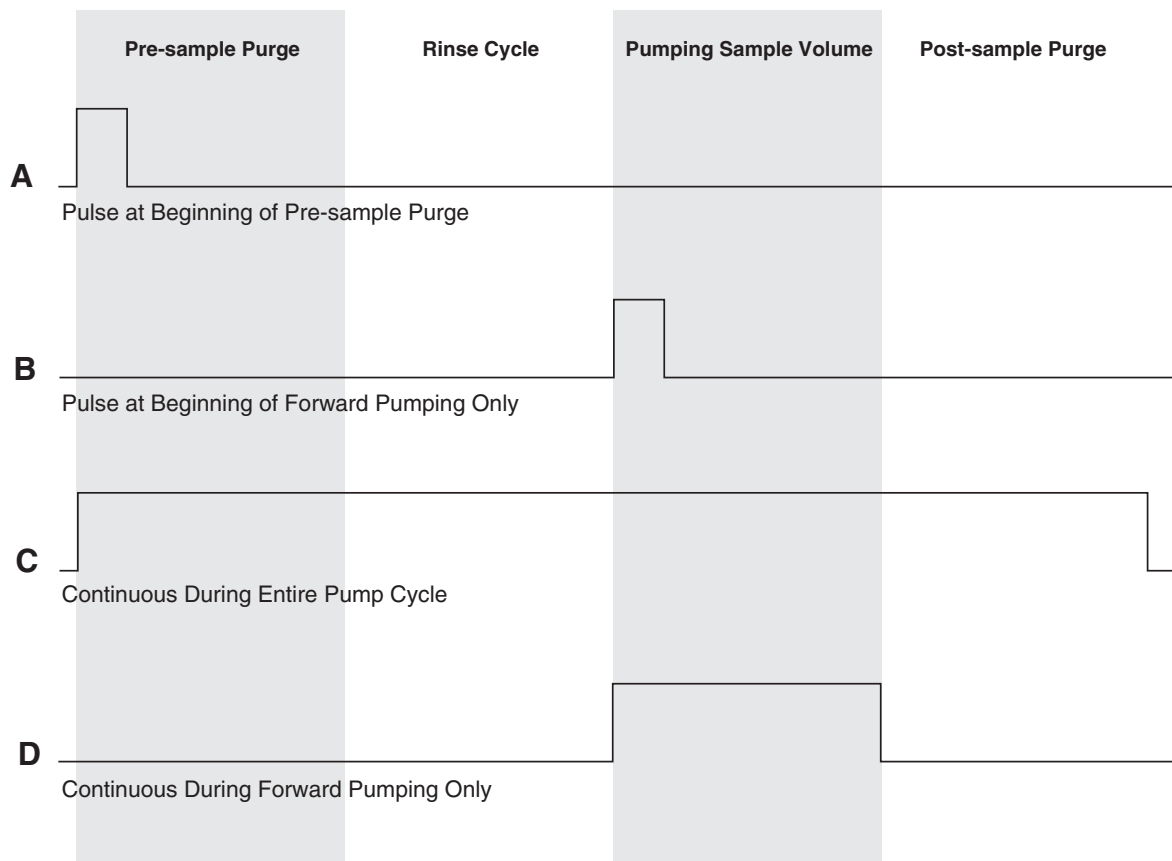 Pre-sample Purge Rinse Cycle Pumping Sample Volume Post-sample Purge
A
Pulse at Beginning of Pre-sample Purge
B
Pulse at Beginning of Forward Pumping Only
C
Continuous During Entire Pump Cycle
D
Continuous During Forward Pumping Only